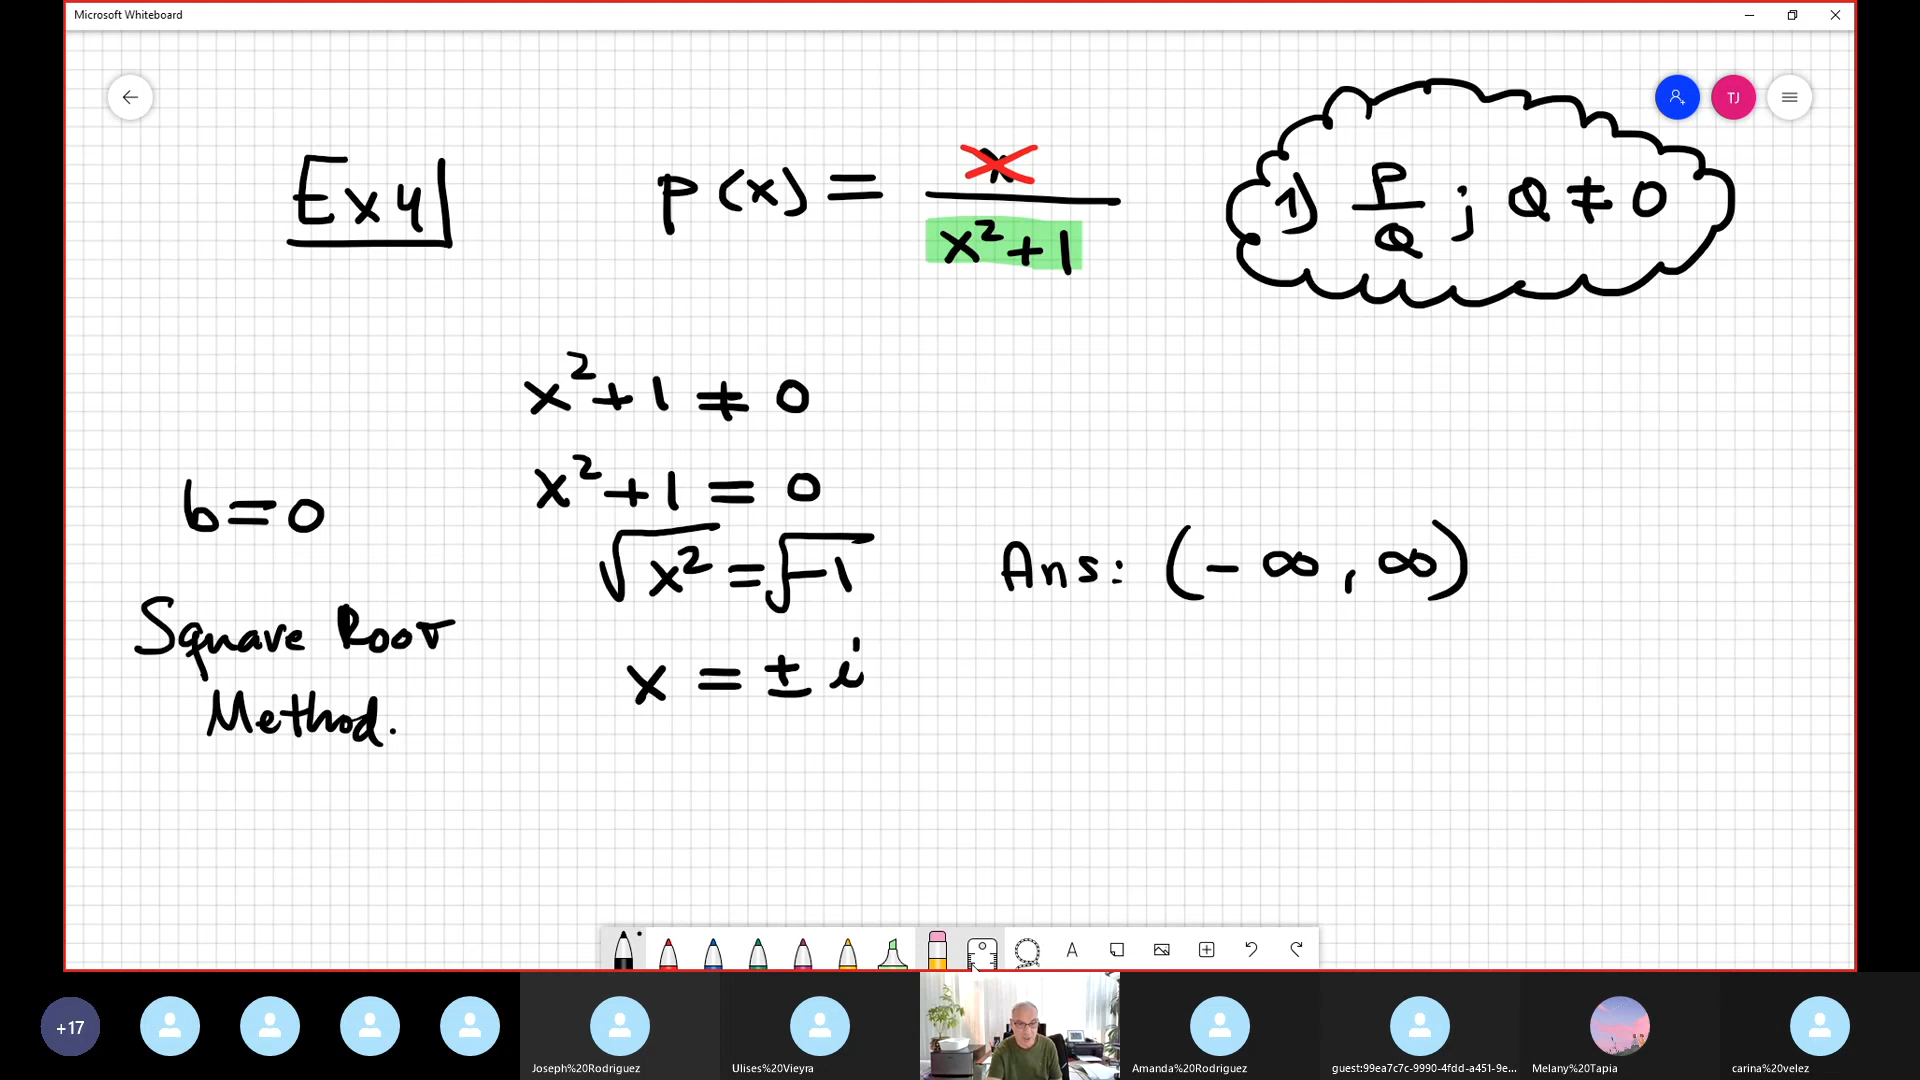 Microsoft Whiteboard
TJ
Ex 4
p(x) = x / (x² + 1)
1) P/Q ; Q ≠ 0
x² + 1 ≠ 0
x² + 1 = 0
b = 0
√x² = √-1
Ans: (-∞, ∞)
Square Root
x = ± i
Method.
A
+17
Joseph%20Rodriguez
Ulises%20Vieyra
Amanda%20Rodriguez
guest:99ea7c7c-9990-4fdd-a451-9e...
Melany%20Tapia
carina%20velez